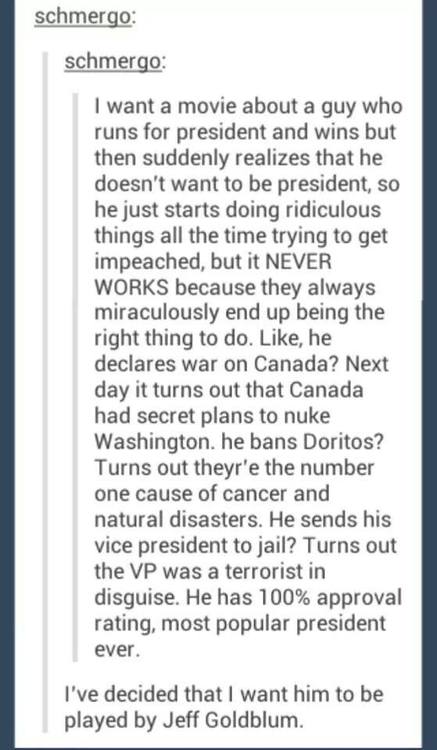 schmergo:
schmergo:
I want a movie about a guy who
runs for president and wins but
then suddenly realizes that he
doesn't want to be president, so
he just starts doing ridiculous
things all the time trying to get
impeached, but it NEVER
WORKS because they always
miraculously end up being the
right thing to do. Like, he
declares war on Canada? Next
day it turns out that Canada
had secret plans to nuke
Washington. he bans Doritos?
Turns out theyr'e the number
one cause of cancer and
natural disasters. He sends his
vice president to jail? Turns out
the VP was a terrorist in
disguise. He has 100% approval
rating, most popular president
ever.
I've decided that I want him to be
played by Jeff Goldblum.